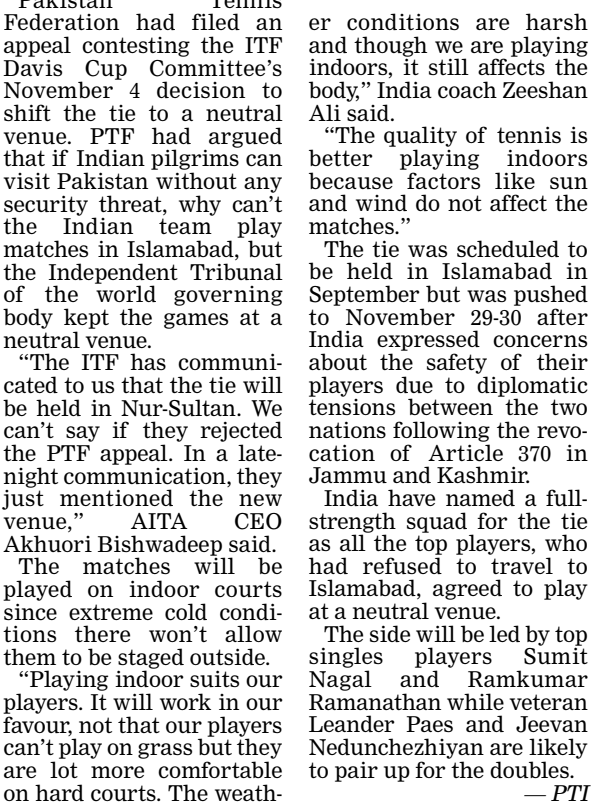 Pakistan Tennis
Federation had filed an
appeal contesting the ITF
Davis Cup Committee's
November 4 decision to
shift the tie to a neutral
venue. PTF had argued
that if Indian pilgrims can
visit Pakistan without any
security threat, why can't
the Indian team play
matches in Islamabad, but
the Independent Tribunal
of the world governing
body kept the games at a
neutral venue.
“The ITF has communi-
cated to us that the tie will
be held in Nur-Sultan. We
can't say if they rejected
the PTF appeal. In a late-
night communication, they
just mentioned the new
venue,” AITA CEO
Akhuori Bishwadeep said.
The matches will be
played on indoor courts
since extreme cold condi-
tions there won't allow
them to be staged outside.
“Playing indoor suits our
players. It will work in our
favour, not that our players
can't play on grass but they
are lot more comfortable
on hard courts. The weath-
er conditions are harsh
and though we are playing
indoors, it still affects the
body,” India coach Zeeshan
Ali said.
“The quality of tennis is
better playing indoors
because factors like sun
and wind do not affect the
matches.”
The tie was scheduled to
be held in Islamabad in
September but was pushed
to November 29-30 after
India expressed concerns
about the safety of their
players due to diplomatic
tensions between the two
nations following the revo-
cation of Article 370 in
Jammu and Kashmir.
India have named a full-
strength squad for the tie
as all the top players, who
had refused to travel to
Islamabad, agreed to play
at a neutral venue.
The side will be led by top
singles players Sumit
Nagal and Ramkumar
Ramanathan while veteran
Leander Paes and Jeevan
Nedunchezhiyan are likely
to pair up for the doubles.
— PTI